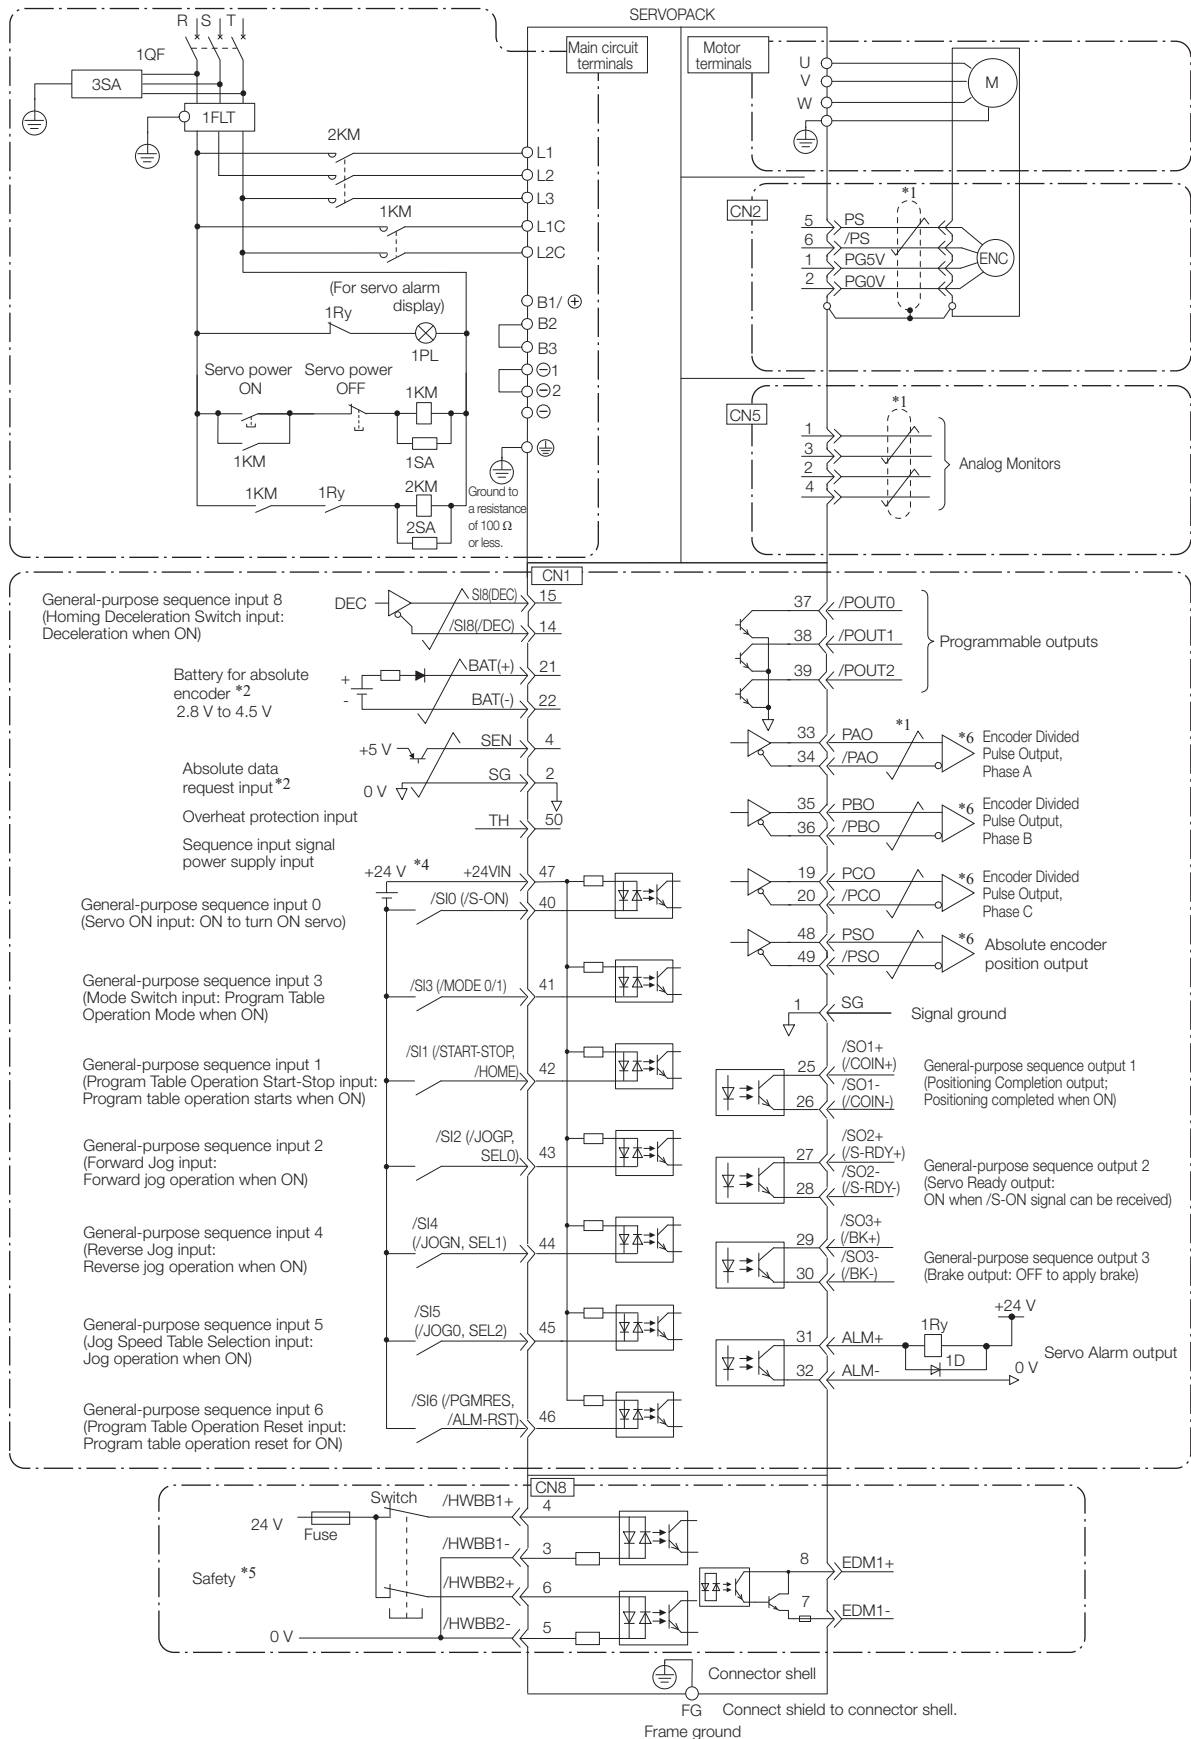 SERVOPACK
R S T
1QF
3SA
1FLT
Main circuit
terminals
2KM
L1
L2
L3
1KM
L1C
L2C
(For servo alarm
display)
1Ry
1PL
B1/ ⊕
B2
B3
⊖1
⊖2
⊖
Servo power
ON
Servo power
OFF
1KM
1KM
1SA
1KM
1Ry
2KM
2SA
Ground to
a resistance
of 100 Ω
or less.
Motor
terminals
U
V
W
M
CN2
*1
5 PS
6 /PS
1 PG5V
2 PG0V
ENC
CN5
*1
1
3
2
4
Analog Monitors
CN1
General-purpose sequence input 8
(Homing Deceleration Switch input:
Deceleration when ON)
DEC
SI8(DEC) 15
/SI8(/DEC) 14
Battery for absolute
encoder *2
2.8 V to 4.5 V
+
-
BAT(+) 21
BAT(-) 22
+5 V
SEN 4
Absolute data
request input*2
0 V
SG 2
Overheat protection input
TH 50
Sequence input signal
power supply input
+24 V *4
+24VIN 47
General-purpose sequence input 0
(Servo ON input: ON to turn ON servo)
/SI0 (/S-ON) 40
General-purpose sequence input 3
(Mode Switch input: Program Table
Operation Mode when ON)
/SI3 (/MODE 0/1) 41
General-purpose sequence input 1
(Program Table Operation Start-Stop input:
Program table operation starts when ON)
/SI1 (/START-STOP,
/HOME) 42
General-purpose sequence input 2
(Forward Jog input:
Forward jog operation when ON)
/SI2 (/JOGP,
SEL0) 43
General-purpose sequence input 4
(Reverse Jog input:
Reverse jog operation when ON)
/SI4
(/JOGN, SEL1) 44
General-purpose sequence input 5
(Jog Speed Table Selection input:
Jog operation when ON)
/SI5
(/JOG0, SEL2) 45
General-purpose sequence input 6
(Program Table Operation Reset input:
Program table operation reset for ON)
/SI6 (/PGMRES,
/ALM-RST) 46
37 /POUT0
38 /POUT1
39 /POUT2
Programmable outputs
33 PAO
34 /PAO
*1
*6 Encoder Divided
Pulse Output,
Phase A
35 PBO
36 /PBO
*6 Encoder Divided
Pulse Output,
Phase B
19 PCO
20 /PCO
*6 Encoder Divided
Pulse Output,
Phase C
48 PSO
49 /PSO
*6 Absolute encoder
position output
1 SG
Signal ground
/SO1+
25 (/COIN+)
/SO1-
26 (/COIN-)
General-purpose sequence output 1
(Positioning Completion output;
Positioning completed when ON)
/SO2+
27 (/S-RDY+)
/SO2-
28 (/S-RDY-)
General-purpose sequence output 2
(Servo Ready output:
ON when /S-ON signal can be received)
/SO3+
29 (/BK+)
/SO3-
30 (/BK-)
General-purpose sequence output 3
(Brake output: OFF to apply brake)
+24 V
1Ry
31 ALM+
1D
32 ALM-
0 V
Servo Alarm output
CN8
Switch
24 V
Fuse
/HWBB1+ 4
/HWBB1- 3
Safety *5
/HWBB2+ 6
/HWBB2- 5
0 V
8 EDM1+
7 EDM1-
Connector shell
FG
Connect shield to connector shell.
Frame ground